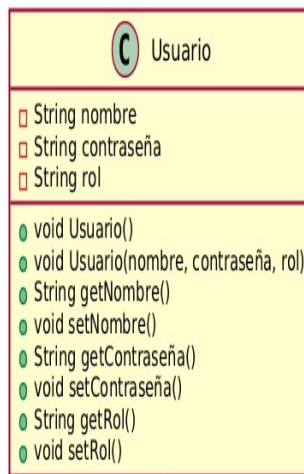 C Usuario
String nombre
String contraseña
String rol
void Usuario()
void Usuario(nombre, contraseña, rol)
String getNombre()
void setNombre()
String getContraseña()
void setContraseña()
String getRol()
void setRol()